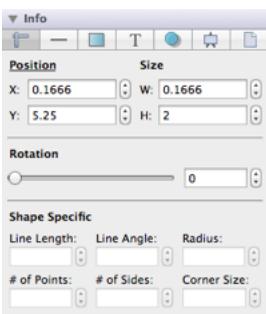 Info
T
Position Size
X: 0.1666 W: 0.1666
Y: 5.25 H: 2
Rotation
0
Shape Specific
Line Length: Line Angle: Radius:
# of Points: # of Sides: Corner Size: